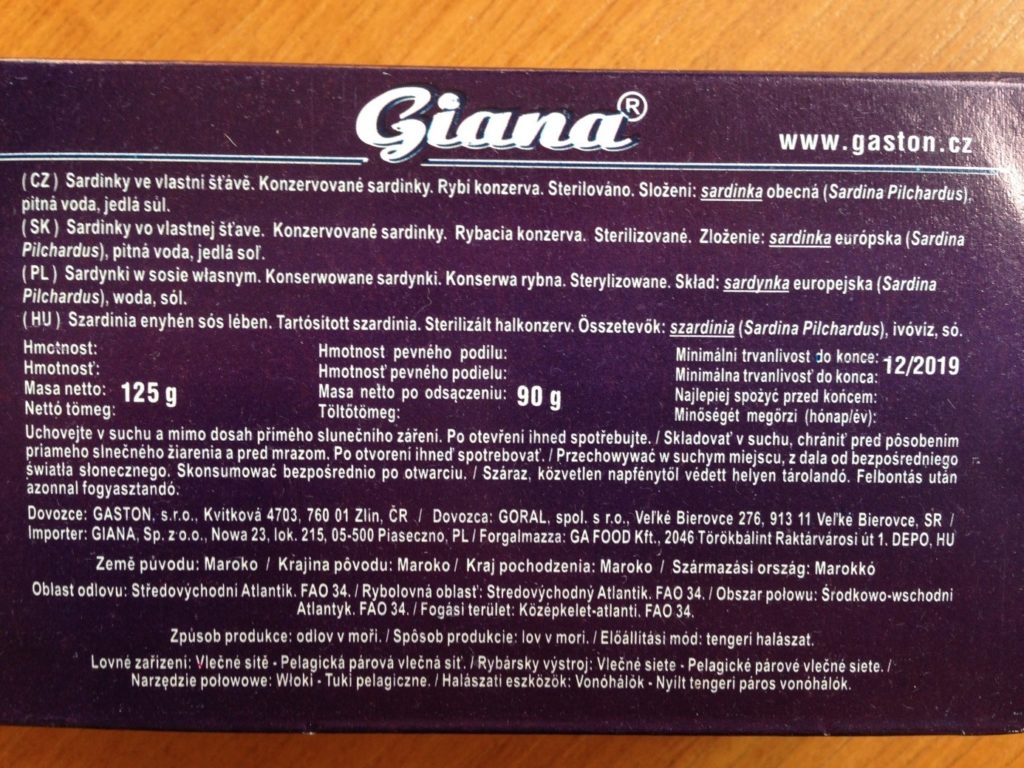 Giana®
www.gaston.cz
(CZ) Sardinky ve vlastní šťávě. Konzervované sardinky. Rybí konzerva. Sterilováno. Složení: sardinka obecná (Sardina Pilchardus),
pitná voda, jedlá sůl.
(SK) Sardinky vo vlastnej šťave. Konzervované sardinky. Rybacia konzerva. Sterilizované. Zloženie: sardinka európska (Sardina
Pilchardus), pitná voda, jedlá soľ.
(PL) Sardynki w sosie własnym. Konserwowane sardynki. Konserwa rybna. Sterylizowane. Skład: sardynka europejska (Sardina
Pilchardus), woda, sól.
(HU) Szardínia enyhén sós lében. Tartósított szardínia. Sterilizált halkonzerv. Összetevők: szardínia (Sardina Pilchardus), ivóvíz, só.
Hmotnost:
Hmotnosť:
Masa netto: 125 g
Nettó tömeg:
Hmotnost pevného podílu:
Hmotnosť pevného podielu:
Masa netto po odsączeniu: 90 g
Töltőtömeg:
Minimální trvanlivost do konce: 12/2019
Minimálna trvanlivosť do konca:
Najlepiej spożyć przed końcem:
Minőségét megőrzi (hónap/év):
Uchovejte v suchu a mimo dosah přímého slunečního záření. Po otevření ihned spotřebujte. / Skladovať v suchu, chrániť pred pôsobením
priameho slnečného žiarenia a pred mrazom. Po otvorení ihneď spotrebovať. / Przechowywać w suchym miejscu, z dala od bezpośredniego
światła słonecznego. Skonsumować bezpośrednio po otwarciu. / Száraz, közvetlen napfénytől védett helyen tárolandó. Felbontás után
azonnal fogyasztandó.
Dovozce: GASTON, s.r.o., Kvítková 4703, 760 01 Zlín, ČR / Dovozca: GORAL, spol. s r.o., Veľké Bierovce 276, 913 11 Veľké Bierovce, SR /
Importer: GIANA, Sp. z o.o., Nowa 23, lok. 215, 05-500 Piaseczno, PL / Forgalmazza: GA FOOD Kft., 2046 Törökbálint Raktárvárosi út 1. DEPO, HU
Země původu: Maroko / Krajina pôvodu: Maroko / Kraj pochodzenia: Maroko / Származási ország: Marokkó
Oblast odlovu: Středovýchodní Atlantik. FAO 34. / Rybolovná oblasť: Stredovýchodný Atlantik. FAO 34. / Obszar połowu: Środkowo-wschodni
Atlantyk. FAO 34. / Fogási terület: Középkelet-atlanti. FAO 34.
Způsob produkce: odlov v moři. / Spôsob produkcie: lov v mori. / Előállítási mód: tengeri halászat.
Lovné zařízení: Vlečné sítě - Pelagická párová vlečná síť. / Rybársky výstroj: Vlečné siete - Pelagické párové vlečné siete. /
Narzędzie połowowe: Włoki - Tuki pelagiczne. / Halászati eszközök: Vonóhálók - Nyílt tengeri páros vonóhálók.